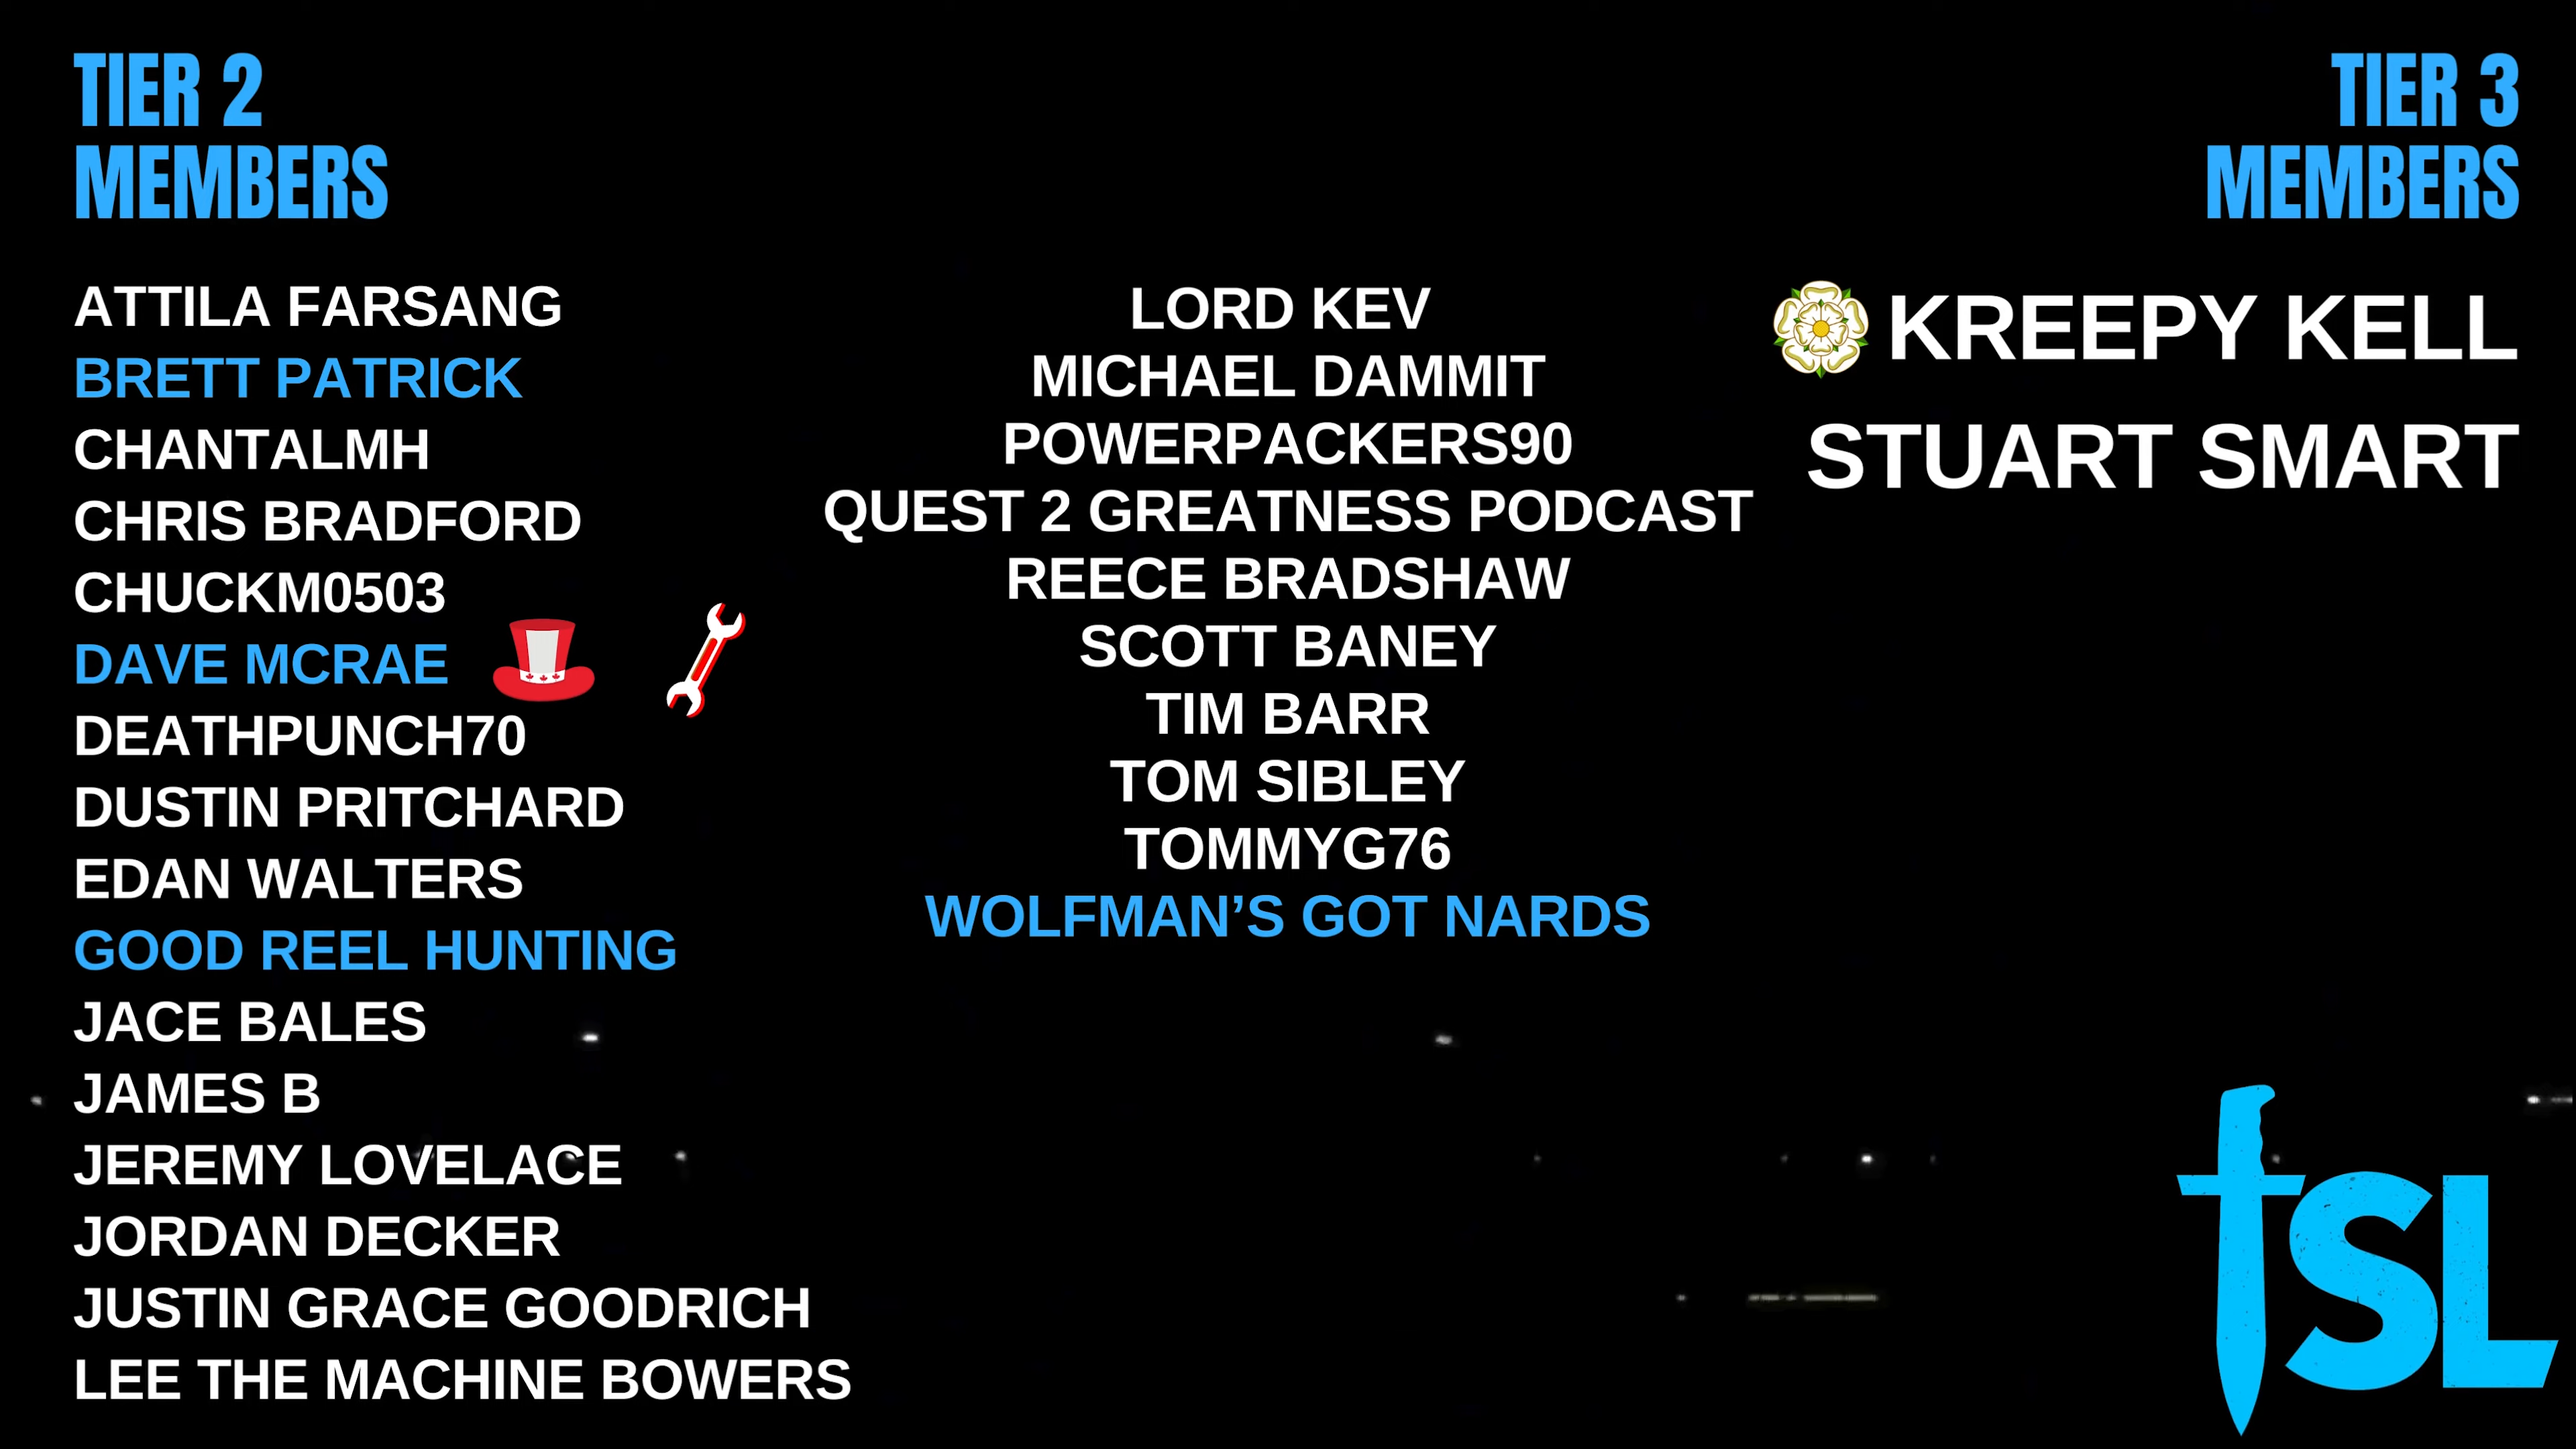 TIER 2
MEMBERS
ATTILA FARSANG
BRETT PATRICK
CHANTALMH
CHRIS BRADFORD
CHUCKM0503
DAVE MCRAE
DEATHPUNCH70
DUSTIN PRITCHARD
EDAN WALTERS
GOOD REEL HUNTING
JACE BALES
JAMES B
JEREMY LOVELACE
JORDAN DECKER
JUSTIN GRACE GOODRICH
LEE THE MACHINE BOWERS
LORD KEV
MICHAEL DAMMIT
POWERPACKERS90
QUEST 2 GREATNESS PODCAST
REECE BRADSHAW
SCOTT BANEY
TIM BARR
TOM SIBLEY
TOMMYG76
WOLFMAN’S GOT NARDS
TIER 3
MEMBERS
KREEPY KELL
STUART SMART
TSL